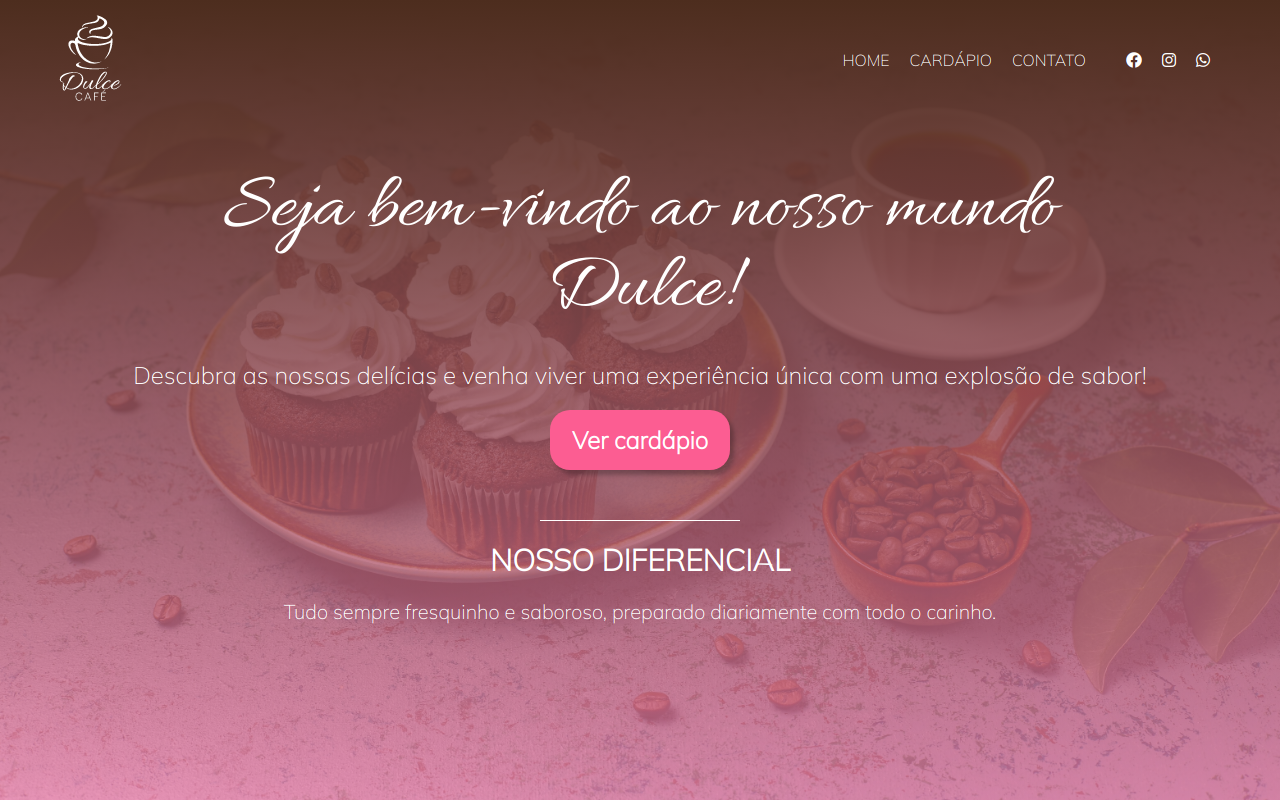 Dulce
CAFÉ
HOME CARDÁPIO CONTATO
Seja bem-vindo ao nosso mundo
Dulce!
Descubra as nossas delícias e venha viver uma experiência única com uma explosão de sabor!
Ver cardápio
NOSSO DIFERENCIAL
Tudo sempre fresquinho e saboroso, preparado diariamente com todo o carinho.